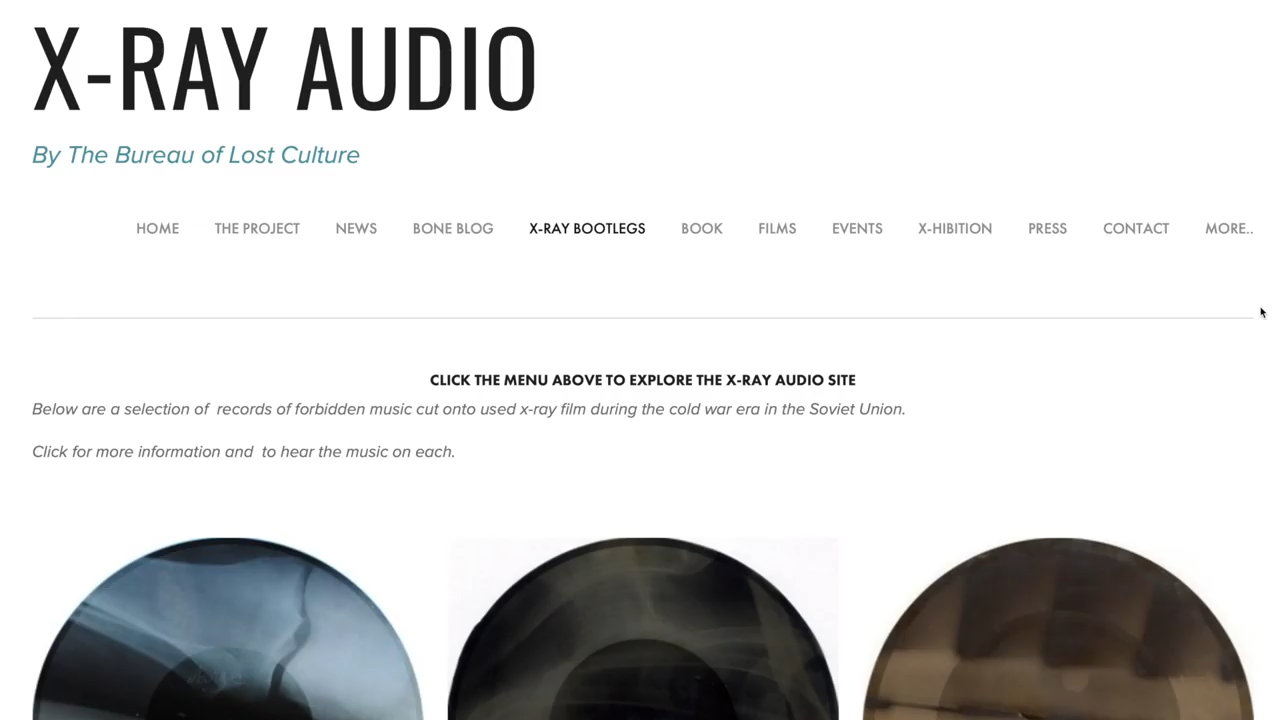 X-RAY AUDIO
By The Bureau of Lost Culture
HOME THE PROJECT NEWS BONE BLOG X-RAY BOOTLEGS BOOK FILMS EVENTS X-HIBITION PRESS CONTACT MORE..
CLICK THE MENU ABOVE TO EXPLORE THE X-RAY AUDIO SITE
Below are a selection of  records of forbidden music cut onto used x-ray film during the cold war era in the Soviet Union.
Click for more information and  to hear the music on each.